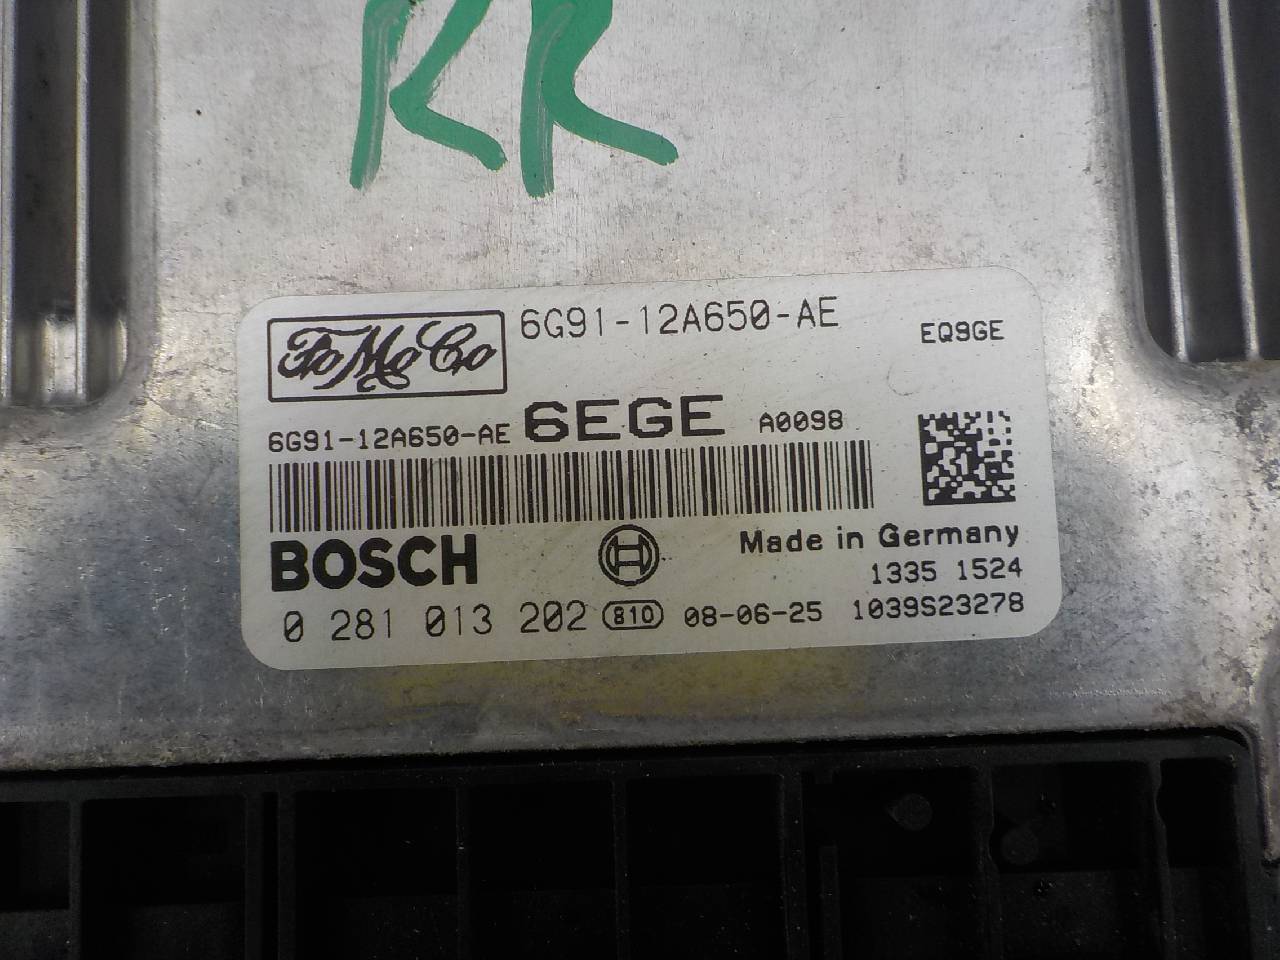 RR
FoMoCo
6G91-12A650-AE
EQ9GE
6G91-12A650-AE 6EGE A0098
BOSCH
Made in Germany
1335 1524
0 281 013 202 810 08-06-25 1039S23278